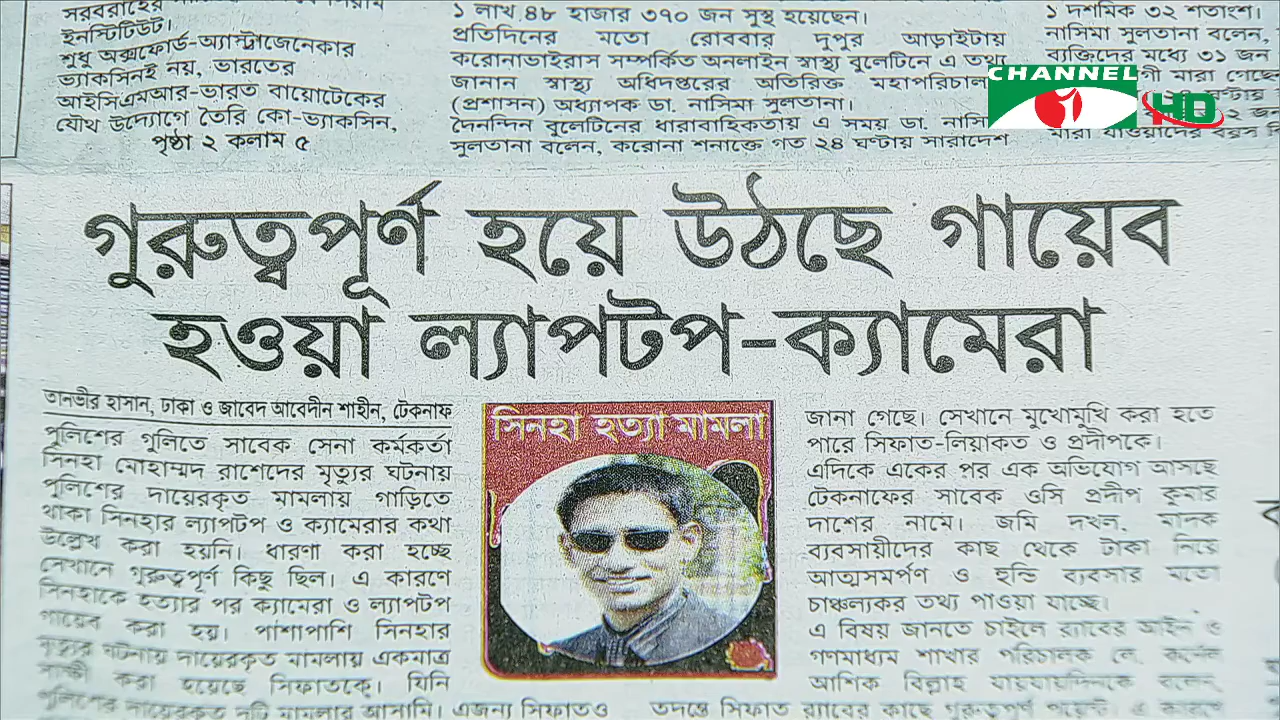 সরবরাহের
ইনস্টিটিউট।
শুধু অক্সফোর্ড-অ্যাস্ট্রাজেনেকার
ভ্যাকসিনই নয়, ভারতের
আইসিএমআর-ভারত বায়োটেকের
যৌথ উদ্যোগে তৈরি কো-ভ্যাকসিন,
পৃষ্ঠা ২ কলাম ৫
১ লাখ ৪৮ হাজার ৩৭০ জন সুস্থ হয়েছেন।
প্রতিদিনের মতো রোববার দুপুর আড়াইটায়
করোনাভাইরাস সম্পর্কিত অনলাইন স্বাস্থ্য বুলেটিনে এ তথ্য
জানান স্বাস্থ্য অধিদপ্তরের অতিরিক্ত মহাপরিচাল
(প্রশাসন) অধ্যাপক ডা. নাসিমা সুলতানা।
দৈনন্দিন বুলেটিনের ধারাবাহিকতায় এ সময় ডা. নাসি
সুলতানা বলেন, করোনা শনাক্তে গত ২৪ ঘণ্টায় সারাদেশ
১ দশমিক ৩২ শতাংশ।
নাসিমা সুলতানা বলেন,
ব্যক্তিদের মধ্যে ৩১ জন
গী মারা গেছে
CHANNEL i HD
গুরুত্বপূর্ণ হয়ে উঠছে গায়েব
হওয়া ল্যাপটপ-ক্যামেরা
তানভীর হাসান, ঢাকা ও জাবেদ আবেদীন শাহীন, টেকনাফ
পুলিশের গুলিতে সাবেক সেনা কর্মকর্তা
সিনহা মোহাম্মদ রাশেদের মৃত্যুর ঘটনায়
পুলিশের দায়েরকৃত মামলায় গাড়িতে
থাকা সিনহার ল্যাপটপ ও ক্যামেরার কথা
উল্লেখ করা হয়নি। ধারণা করা হচ্ছে
সেখানে গুরুত্বপূর্ণ কিছু ছিল। এ কারণে
সিনহাকে হত্যার পর ক্যামেরা ও ল্যাপটপ
গায়েব করা হয়। পাশাপাশি সিনহার
মৃত্যুর ঘটনায় দায়েরকৃত মামলায় একমাত্র
সাক্ষী করা হয়েছে সিফাতকে। যিনি
পুলিশের দায়েরকৃত দুটি মামলার আসামি। এজন্য সিফাতও
সিনহা হত্যা মামলা
জানা গেছে। সেখানে মুখোমুখি করা হতে
পারে সিফাত-লিয়াকত ও প্রদীপকে।
এদিকে একের পর এক অভিযোগ আসছে
টেকনাফের সাবেক ওসি প্রদীপ কুমার
দাশের নামে। জমি দখল, মাদক
ব্যবসায়ীদের কাছ থেকে টাকা নিয়ে
আত্মসমর্পণ ও হুন্ডি ব্যবসার মতো
চাঞ্চল্যকর তথ্য পাওয়া যাচ্ছে।
এ বিষয় জানতে চাইলে র‌্যাবের আইন ও
গণমাধ্যম শাখার পরিচালক লে. কর্নেল
আশিক বিল্লাহ যায়যায়দিনকে বলেন,
তদন্তে সিফাত র‌্যাবের কাছে গুরুত্বপূর্ণ